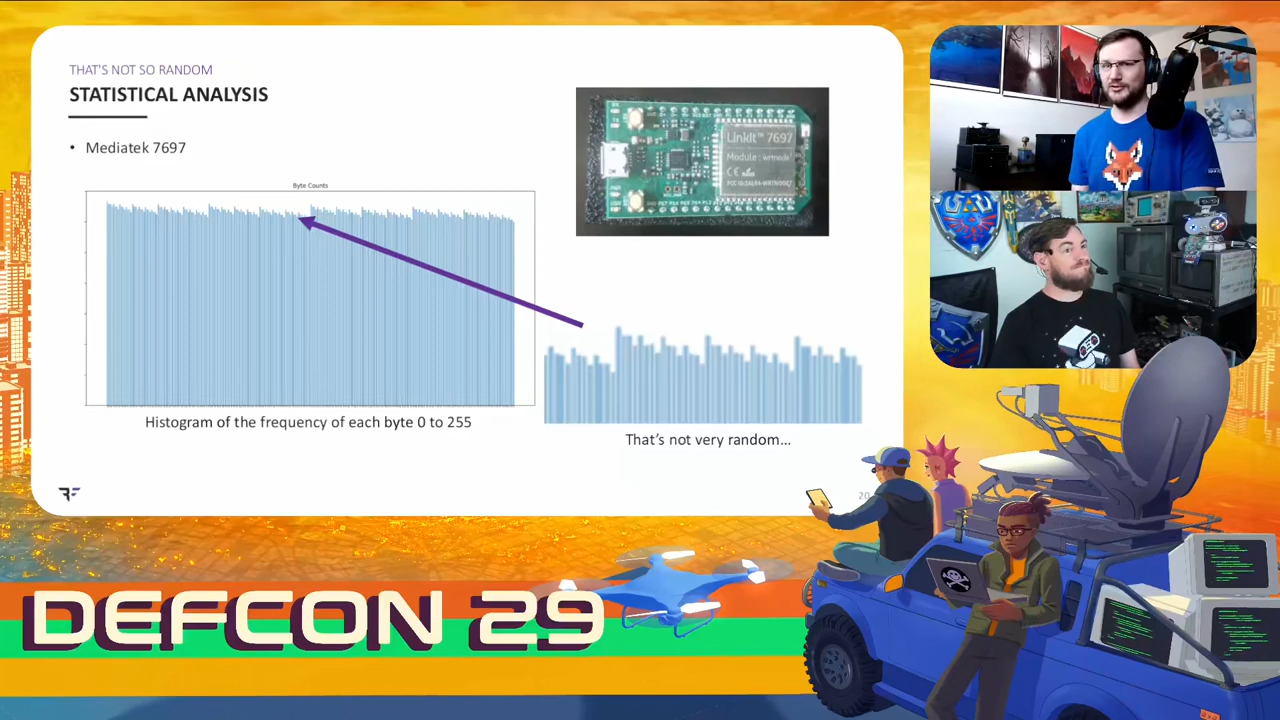 THAT'S NOT SO RANDOM
STATISTICAL ANALYSIS
• Mediatek 7697
Byte Counts
Histogram of the frequency of each byte 0 to 255
LinkIt™ 7697
That's not very random...
20
DEFCON 29